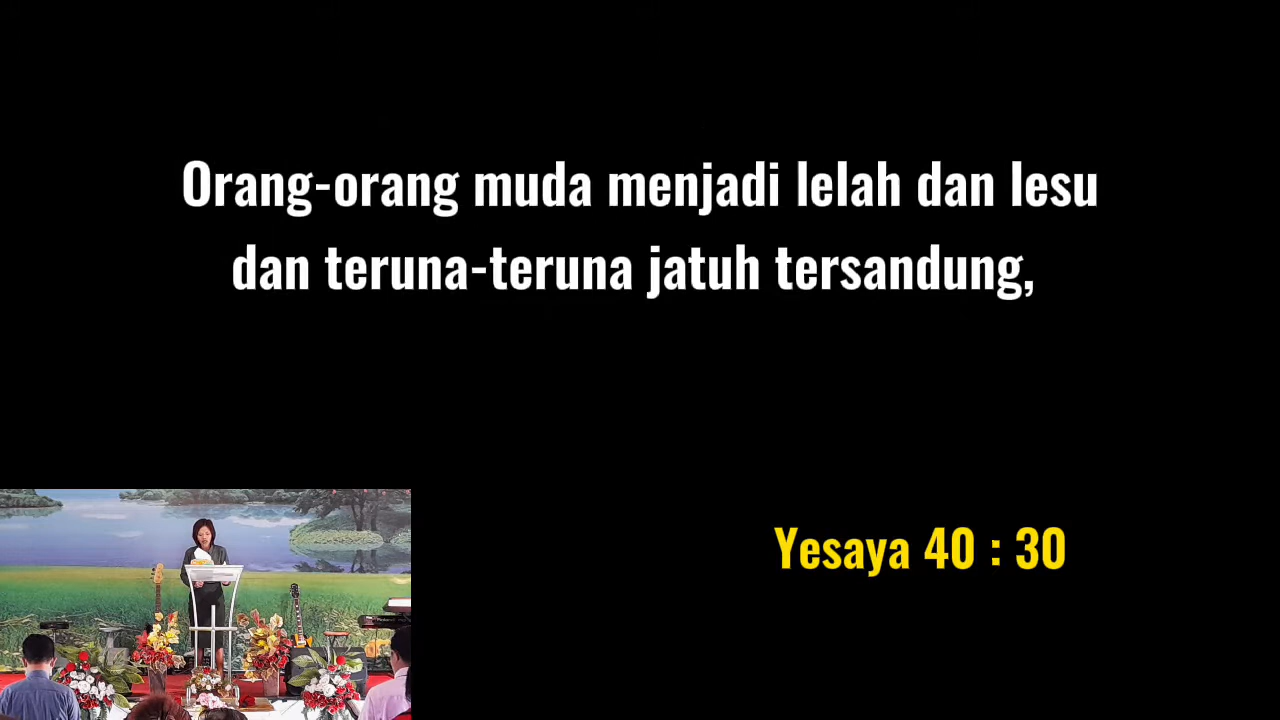 Orang-orang muda menjadi lelah dan lesu
dan teruna-teruna jatuh tersandung,
Yesaya 40 : 30